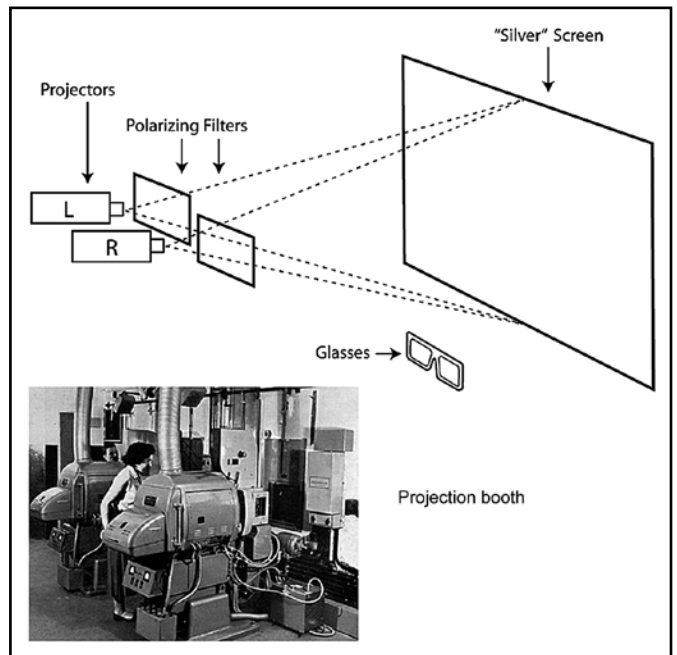 "Silver" Screen
Projectors
Polarizing Filters
L
R
Glasses
Projection booth